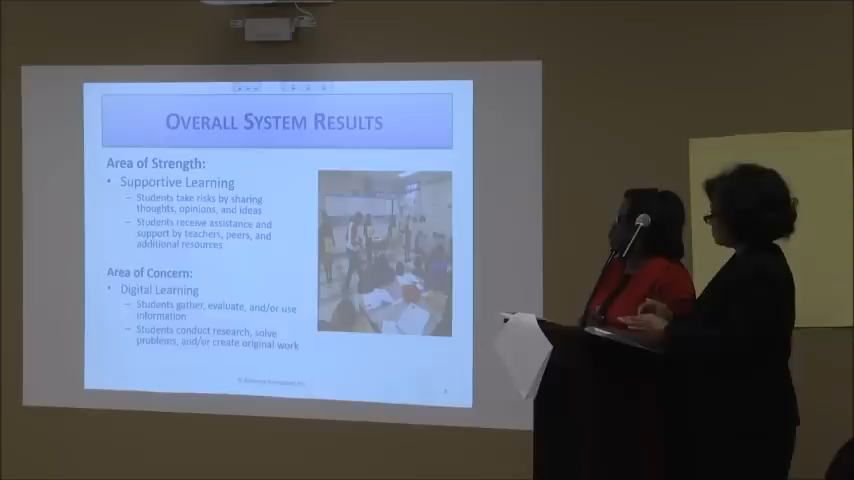 OVERALL SYSTEM RESULTS
Area of Strength:
• Supportive Learning
– Students take risks by sharing
thoughts, opinions, and ideas
– Students receive assistance and
support by teachers, peers, and
additional resources
Area of Concern:
• Digital Learning
– Students gather, evaluate, and/or use
information
– Students conduct research, solve
problems, and/or create original work